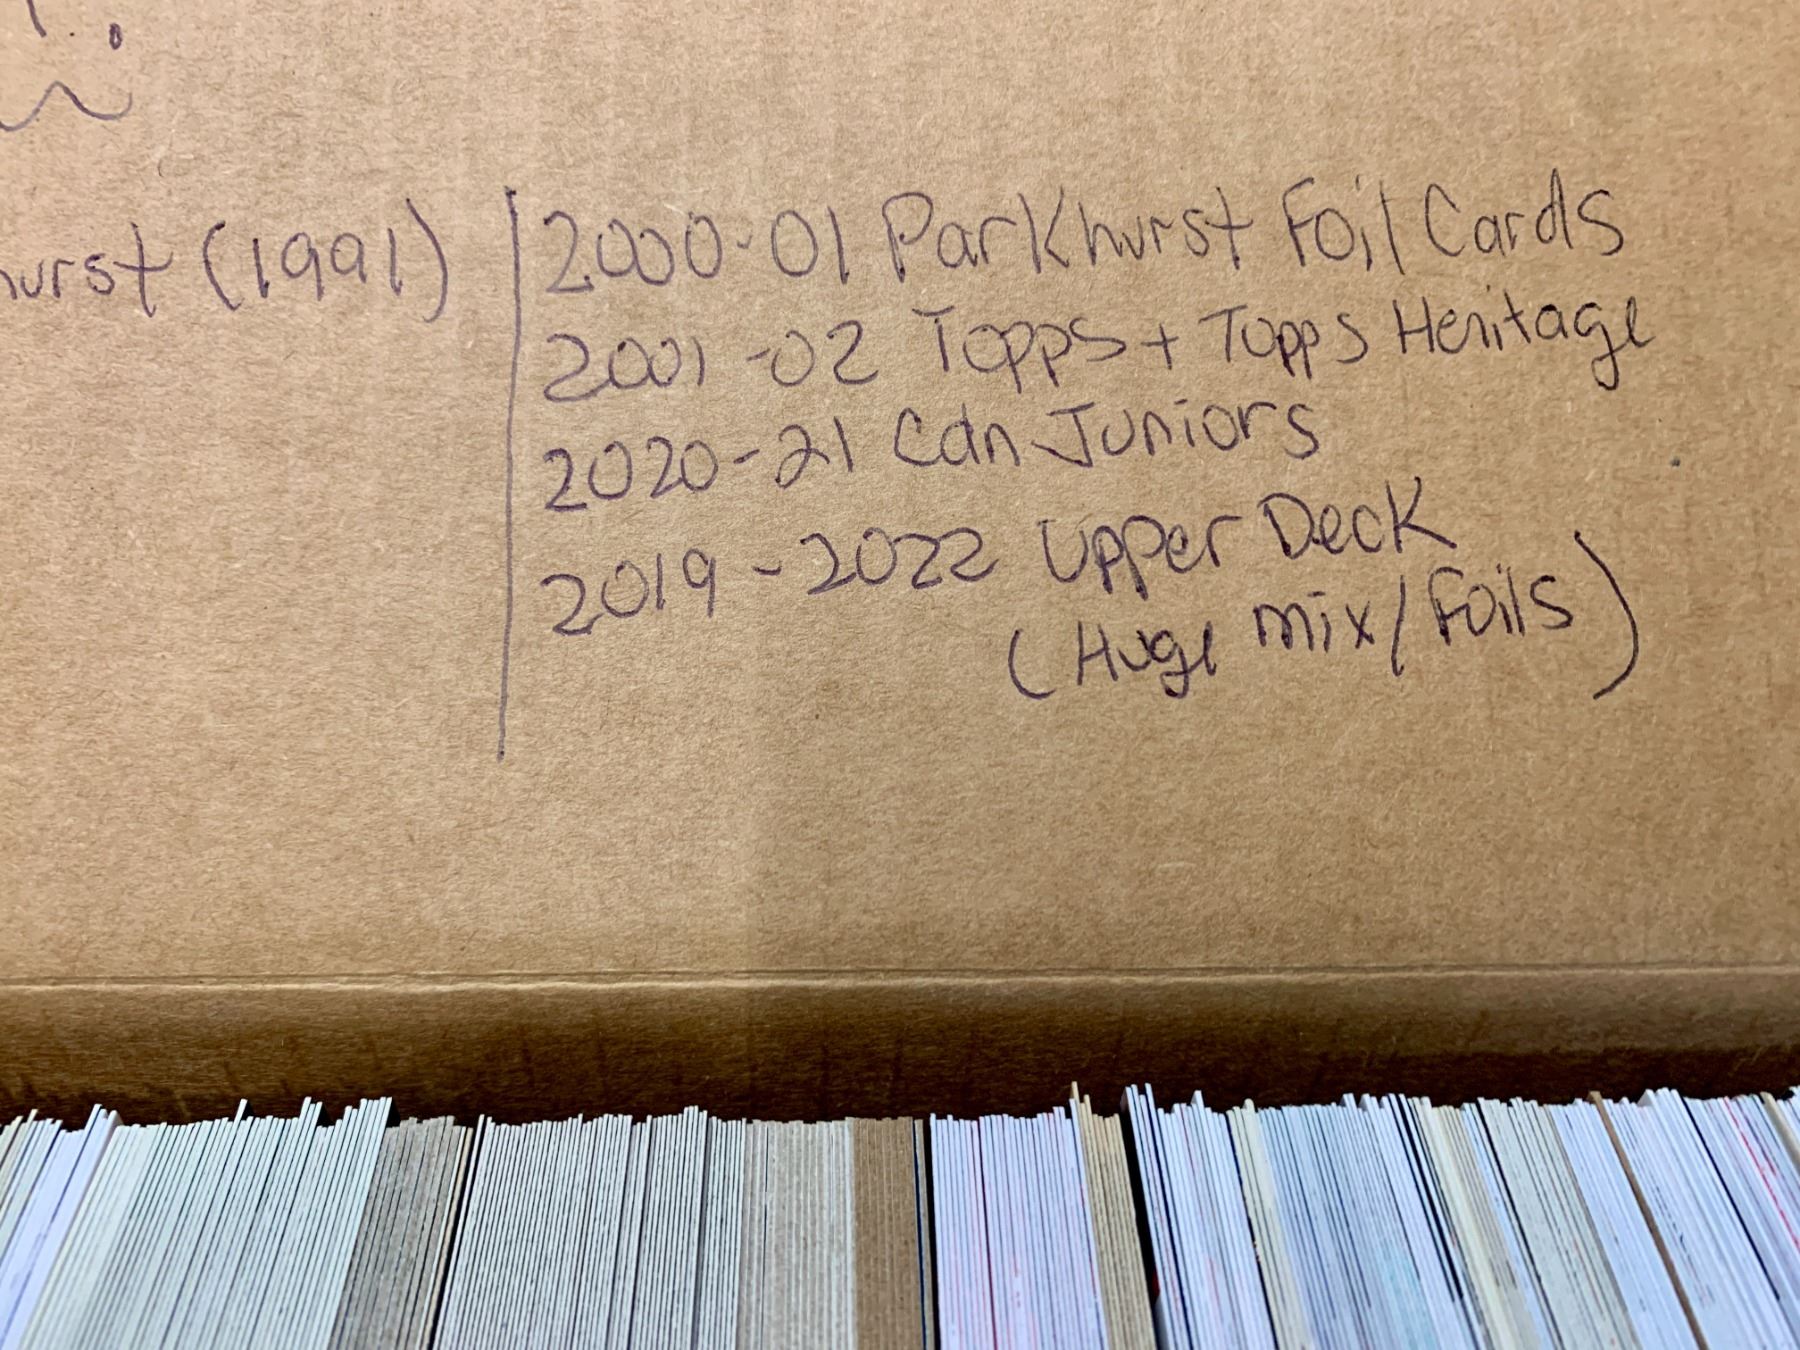 hurst (1991)
2000-01 Parkhurst Foil Cards
2001-02 Topps + Topps Heritage
2020-21 Cdn Juniors
2019-2022 Upper Deck
(Huge mix/Foils)